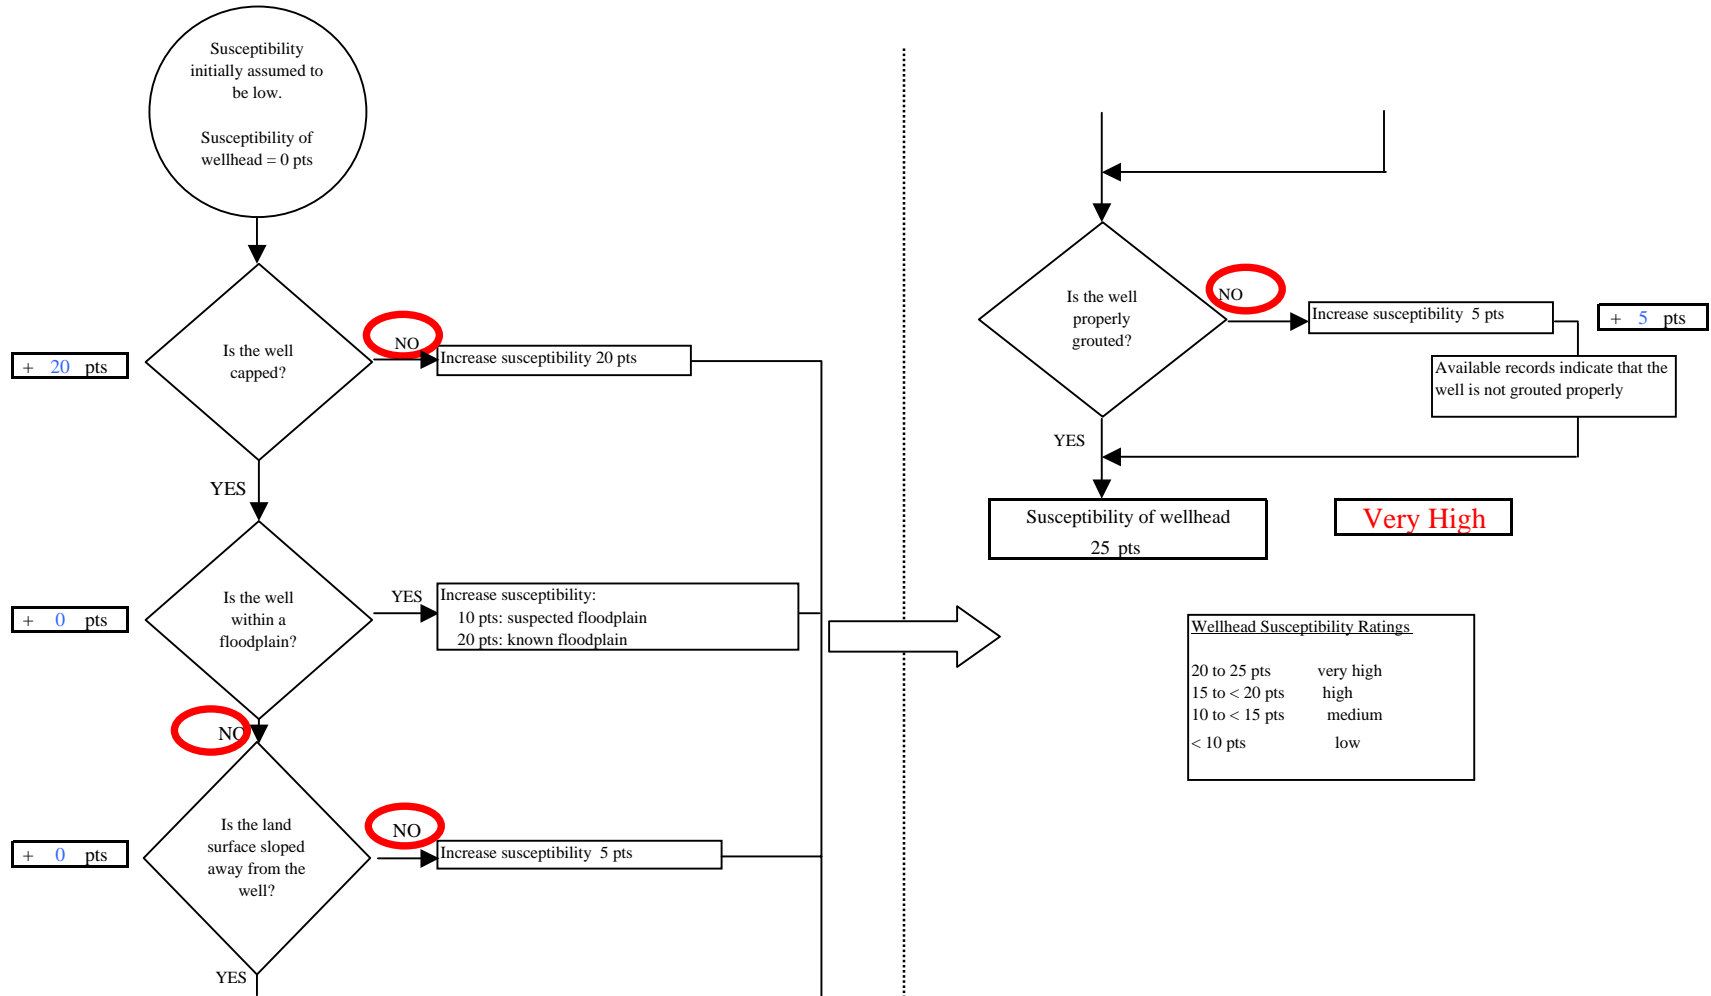 Susceptibility
initially assumed to
be low.
Susceptibility of
wellhead = 0 pts
+ 20 pts
Is the well
capped?
NO
Increase susceptibility 20 pts
YES
+ 0 pts
Is the well
within a
floodplain?
YES
Increase susceptibility:
10 pts: suspected floodplain
20 pts: known floodplain
NO
+ 0 pts
Is the land
surface sloped
away from the
well?
NO
Increase susceptibility 5 pts
YES
Is the well
properly
grouted?
NO
Increase susceptibility 5 pts
+ 5 pts
Available records indicate that the
well is not grouted properly
YES
Susceptibility of wellhead
25 pts
Very High
Wellhead Susceptibility Ratings
20 to 25 pts very high
15 to < 20 pts high
10 to < 15 pts medium
< 10 pts low